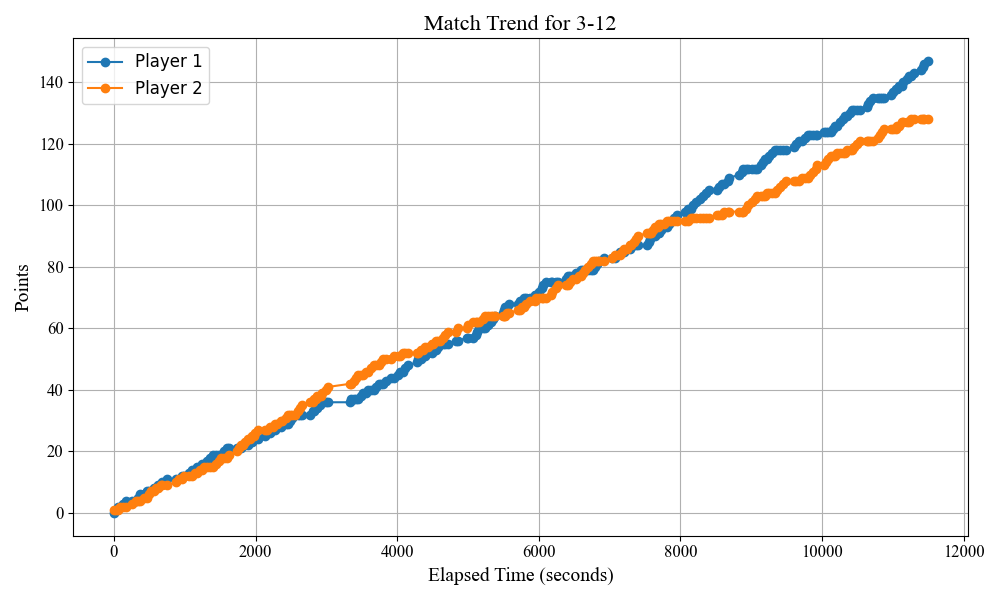 Match Trend for 3-12
Player 1
Player 2
Points
140
120
100
80
60
40
20
0
0 2000 4000 6000 8000 10000 12000
Elapsed Time (seconds)